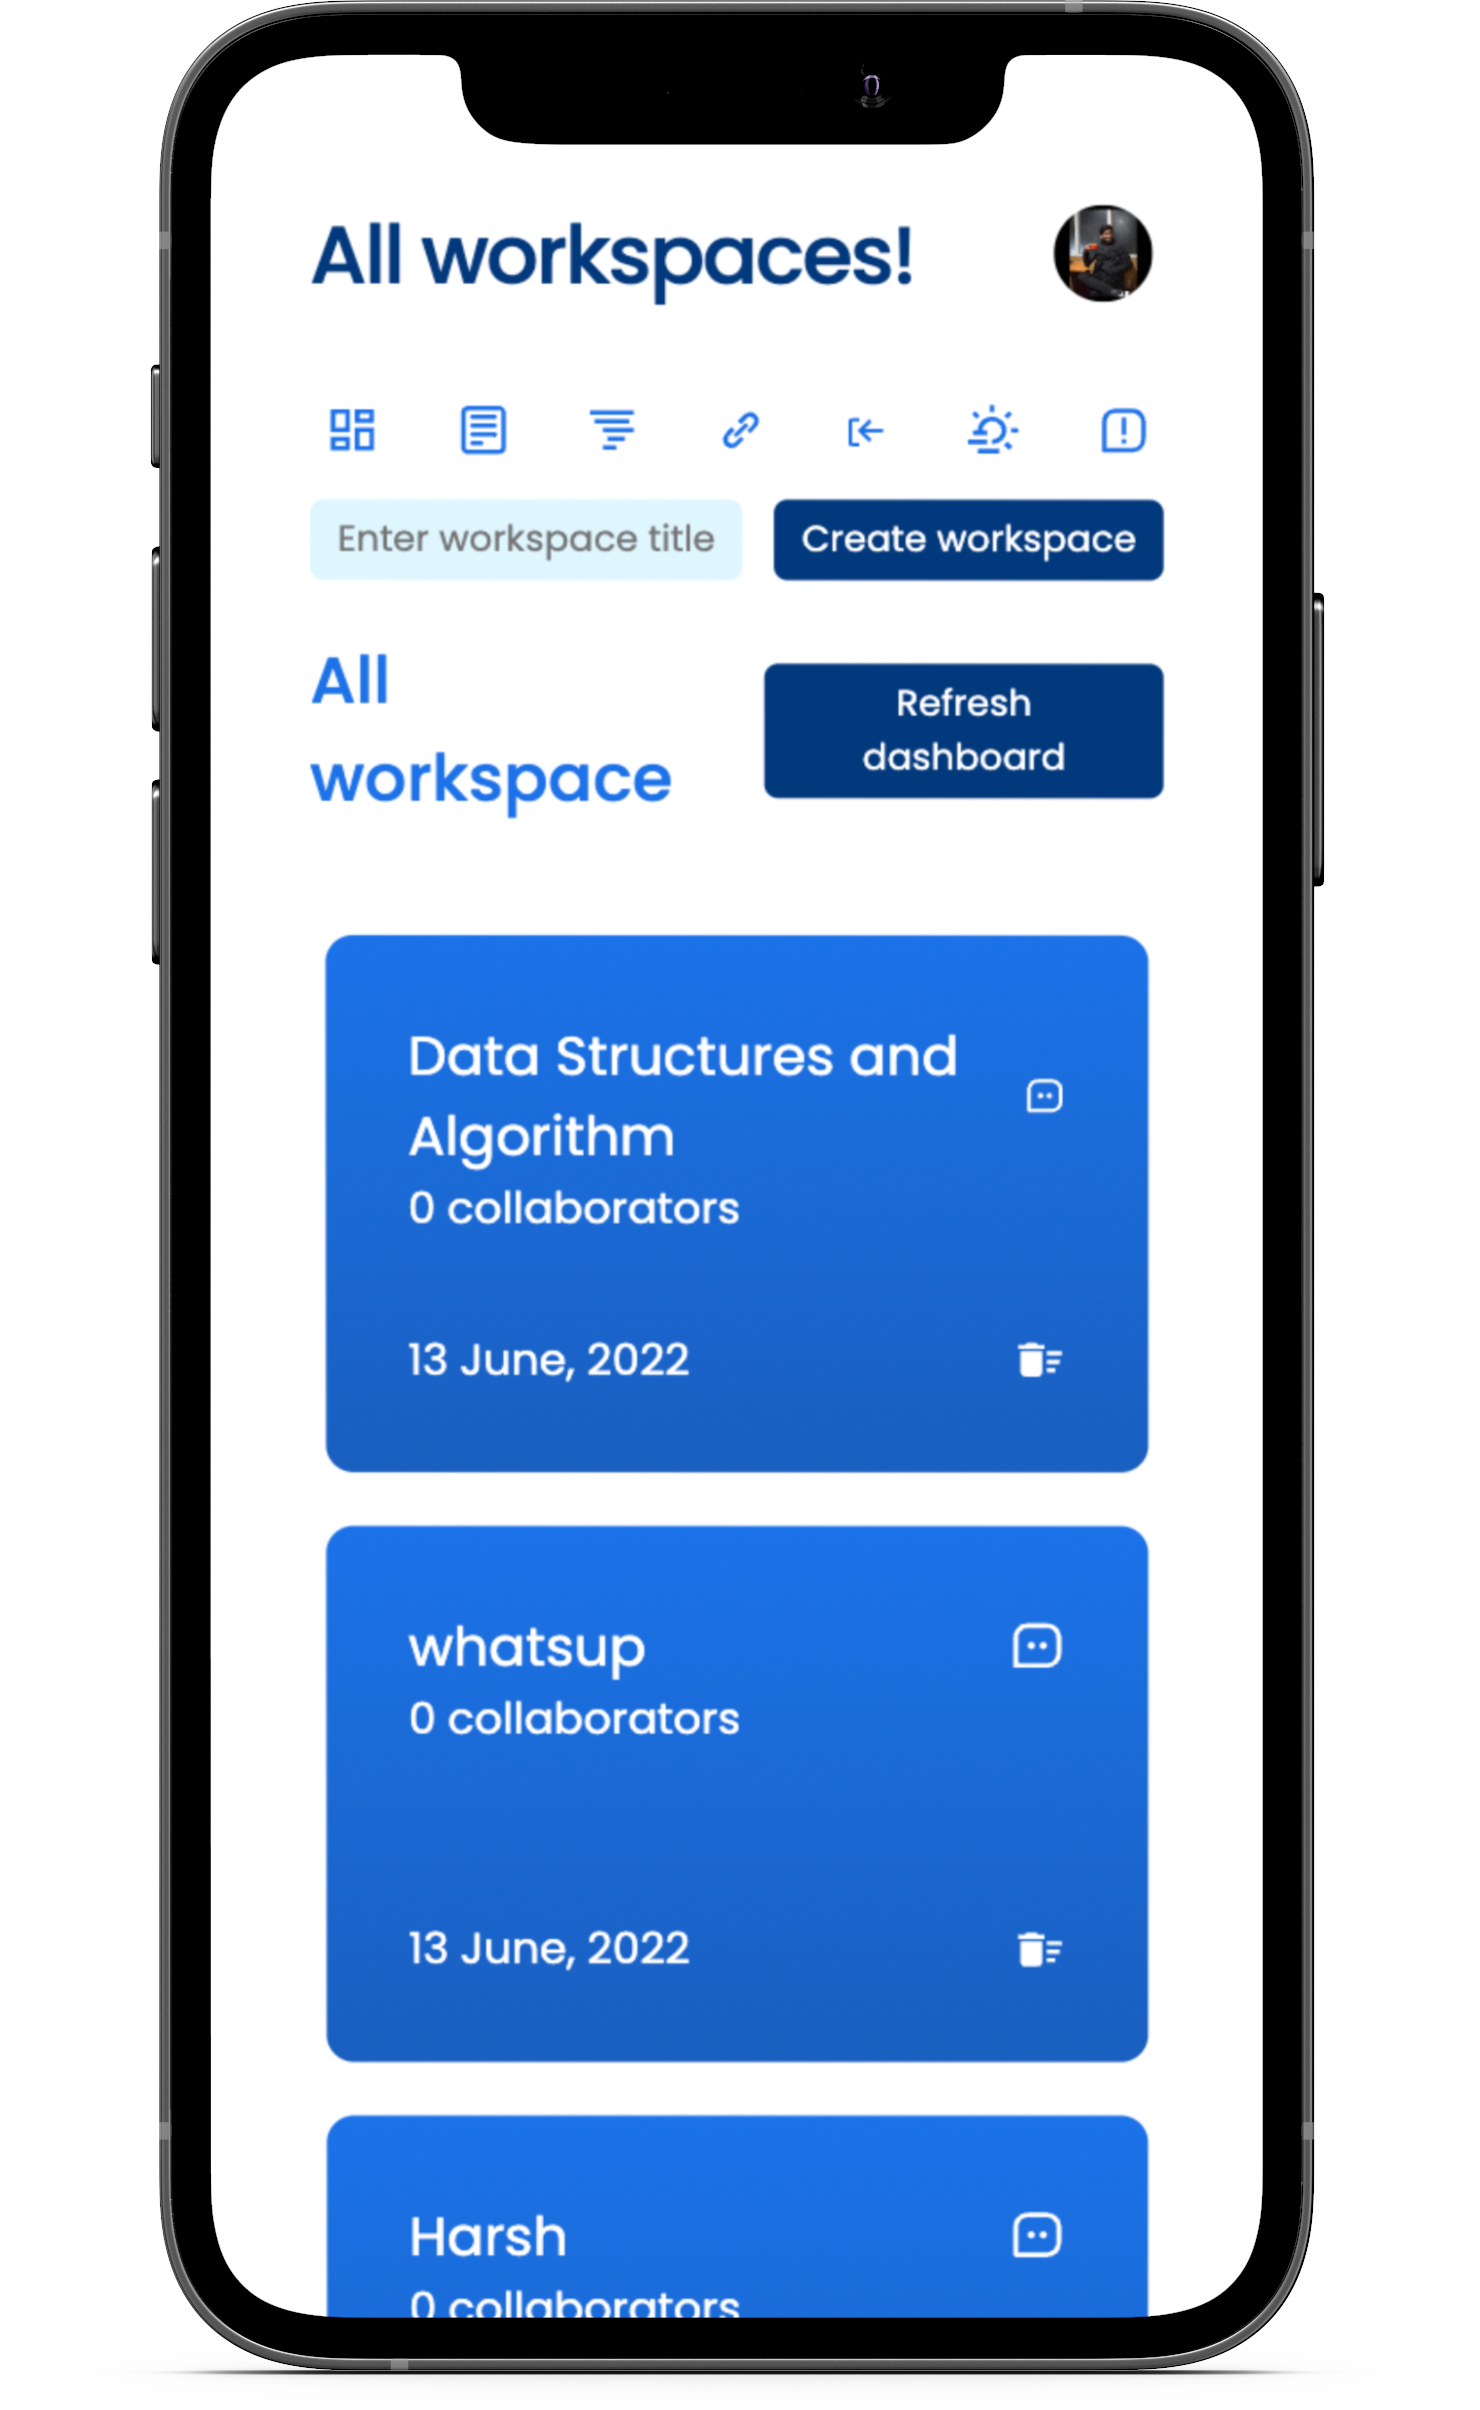 All workspaces!
Enter workspace title
Create workspace
All
workspace
Refresh
dashboard
Data Structures and
Algorithm
0 collaborators
13 June, 2022
whatsup
0 collaborators
13 June, 2022
Harsh
0 collaborators